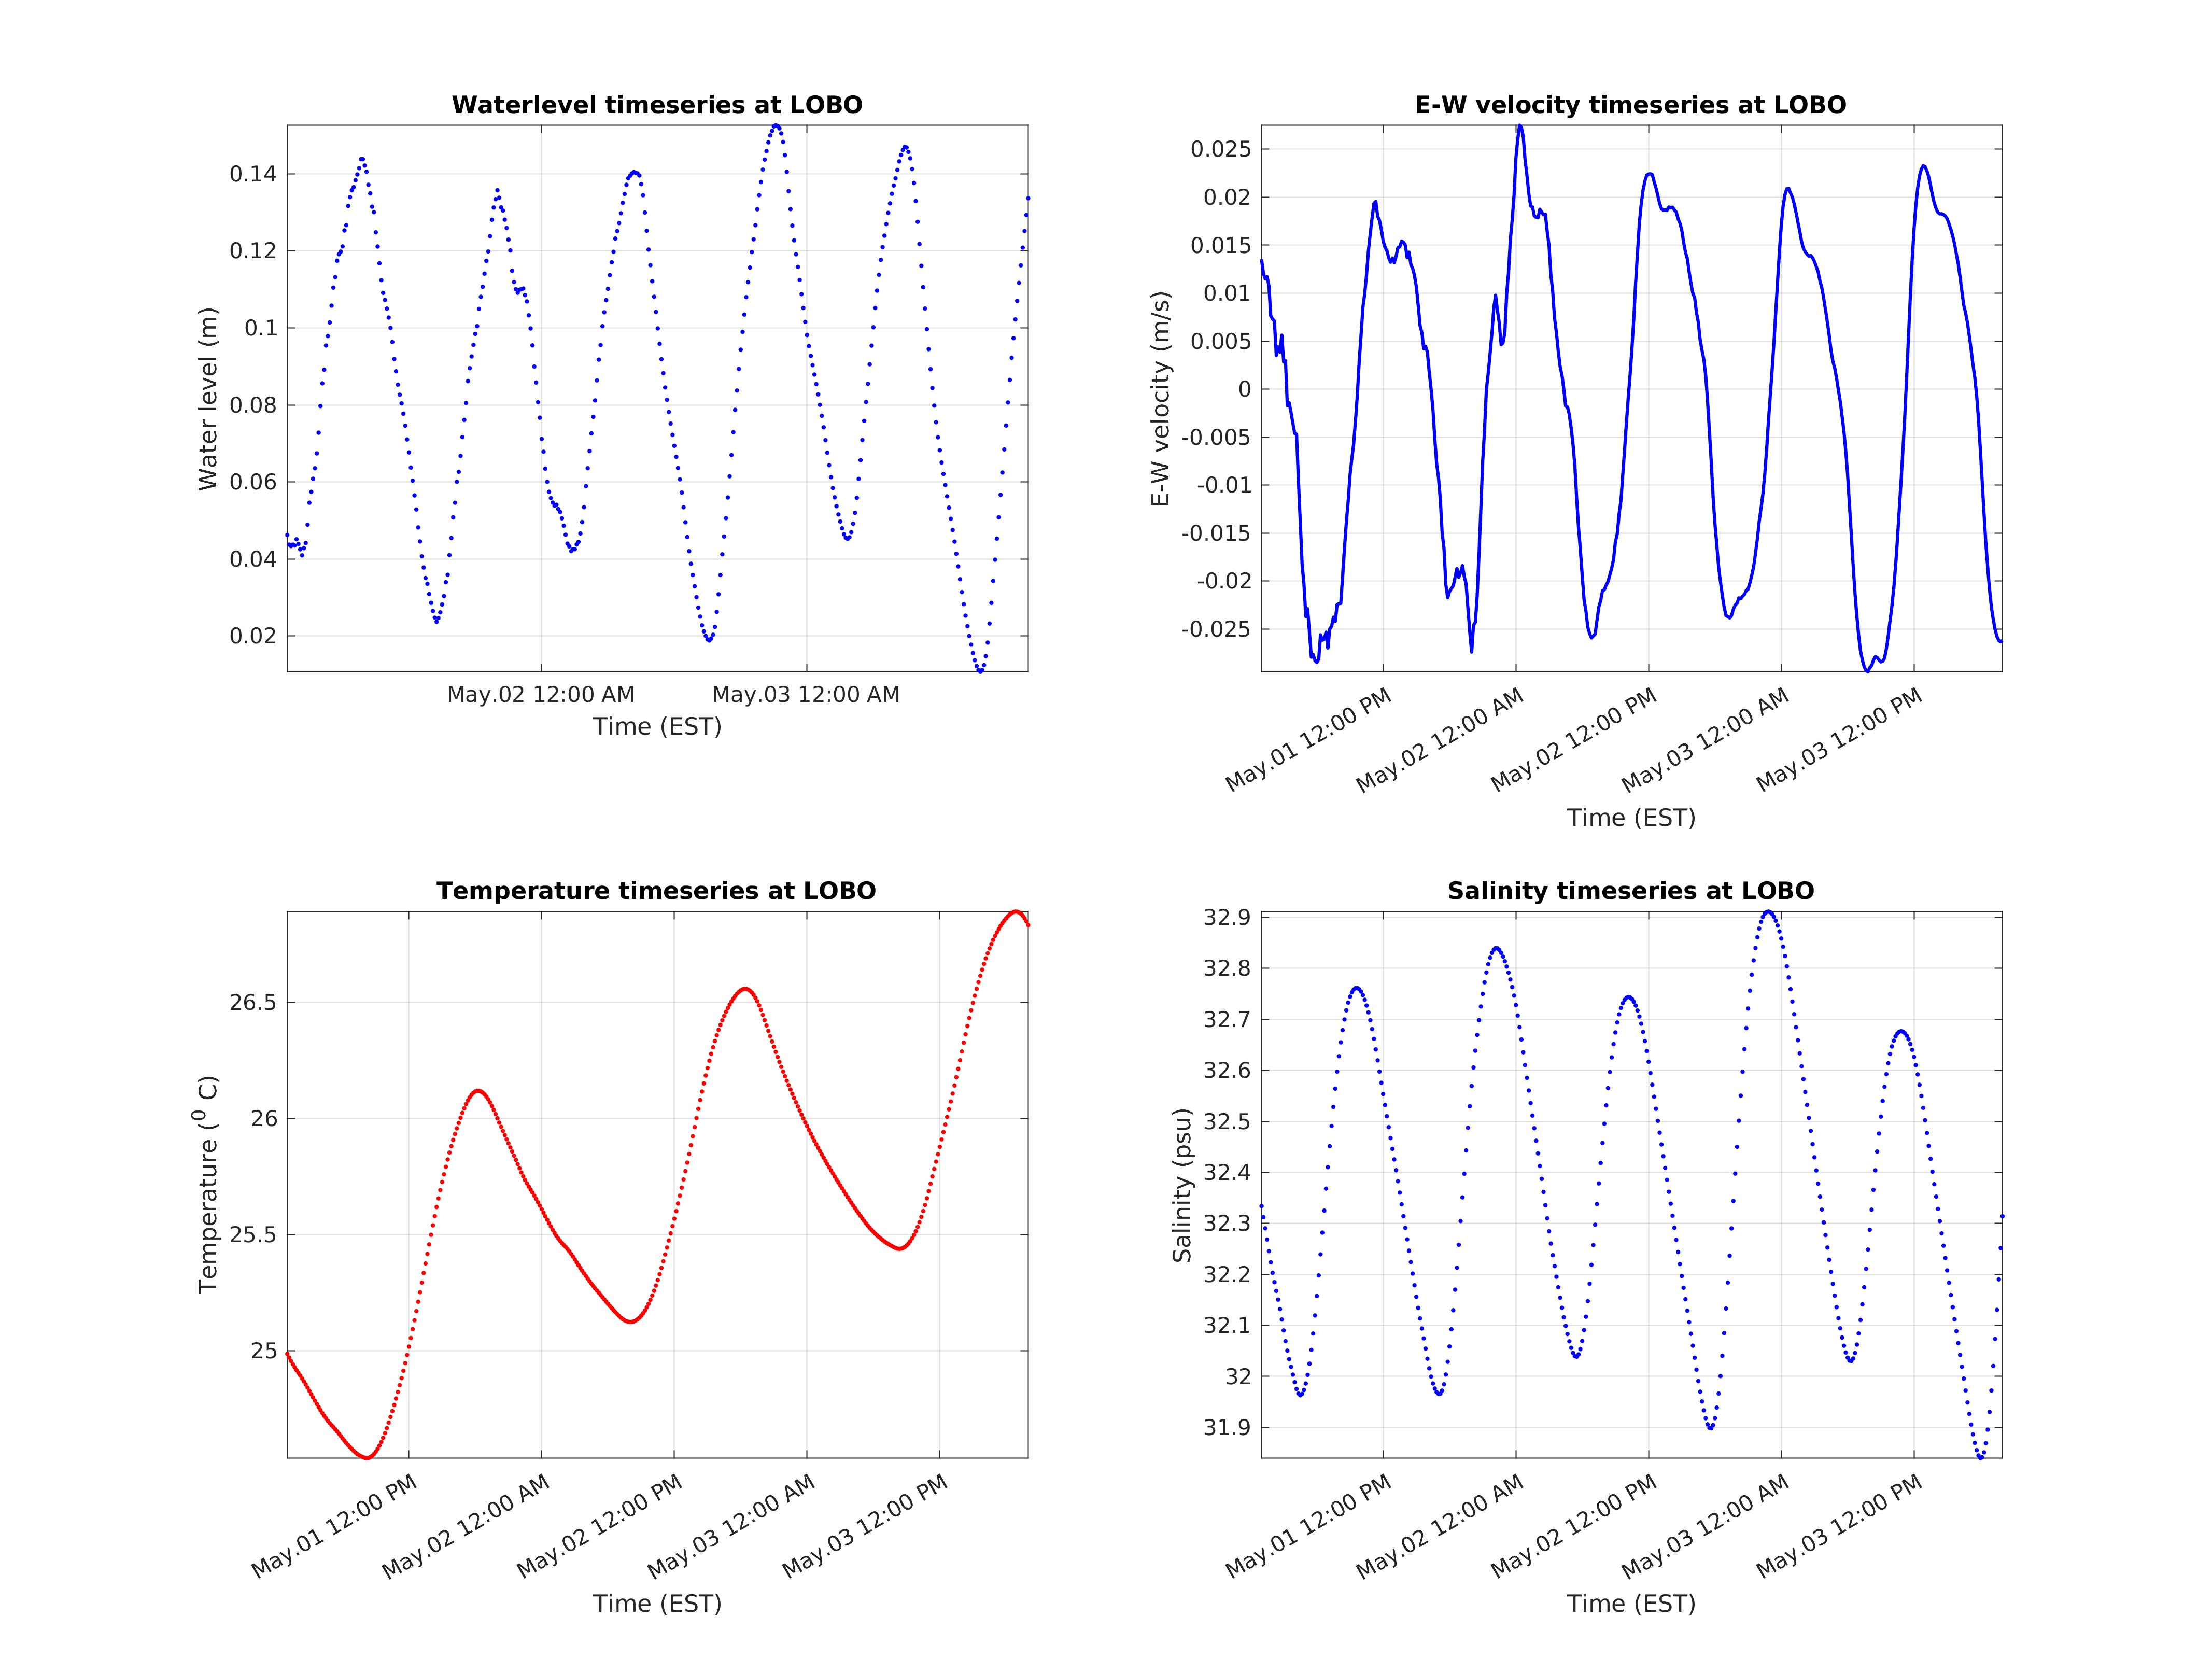 Waterlevel timeseries at LOBO
0.14
0.12
0.1
0.08
0.06
0.04
0.02
Water level (m)
May.02 12:00 AM
May.03 12:00 AM
Time (EST)
E-W velocity timeseries at LOBO
0.025
0.02
0.015
0.01
0.005
0
-0.005
-0.01
-0.015
-0.02
-0.025
E-W velocity (m/s)
May.01 12:00 PM
May.02 12:00 AM
May.02 12:00 PM
May.03 12:00 AM
May.03 12:00 PM
Time (EST)
Temperature timeseries at LOBO
26.5
26
25.5
25
Temperature (⁰ C)
May.01 12:00 PM
May.02 12:00 AM
May.02 12:00 PM
May.03 12:00 AM
May.03 12:00 PM
Time (EST)
Salinity timeseries at LOBO
32.9
32.8
32.7
32.6
32.5
32.4
32.3
32.2
32.1
32
31.9
Salinity (psu)
May.01 12:00 PM
May.02 12:00 AM
May.02 12:00 PM
May.03 12:00 AM
May.03 12:00 PM
Time (EST)